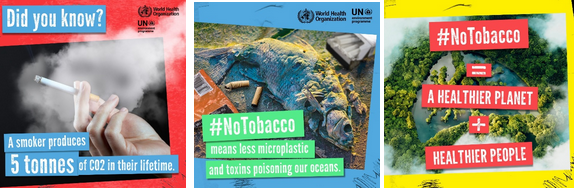 Did you know?
World Health
Organization
UN
environment
programme
A smoker produces
5 tonnes of CO2 in their lifetime.
World Health
Organization
UN
environment
programme
#NoTobacco
means less microplastic
and toxins poisoning our oceans.
#NoTobacco
=
A HEALTHIER PLANET
+
HEALTHIER PEOPLE